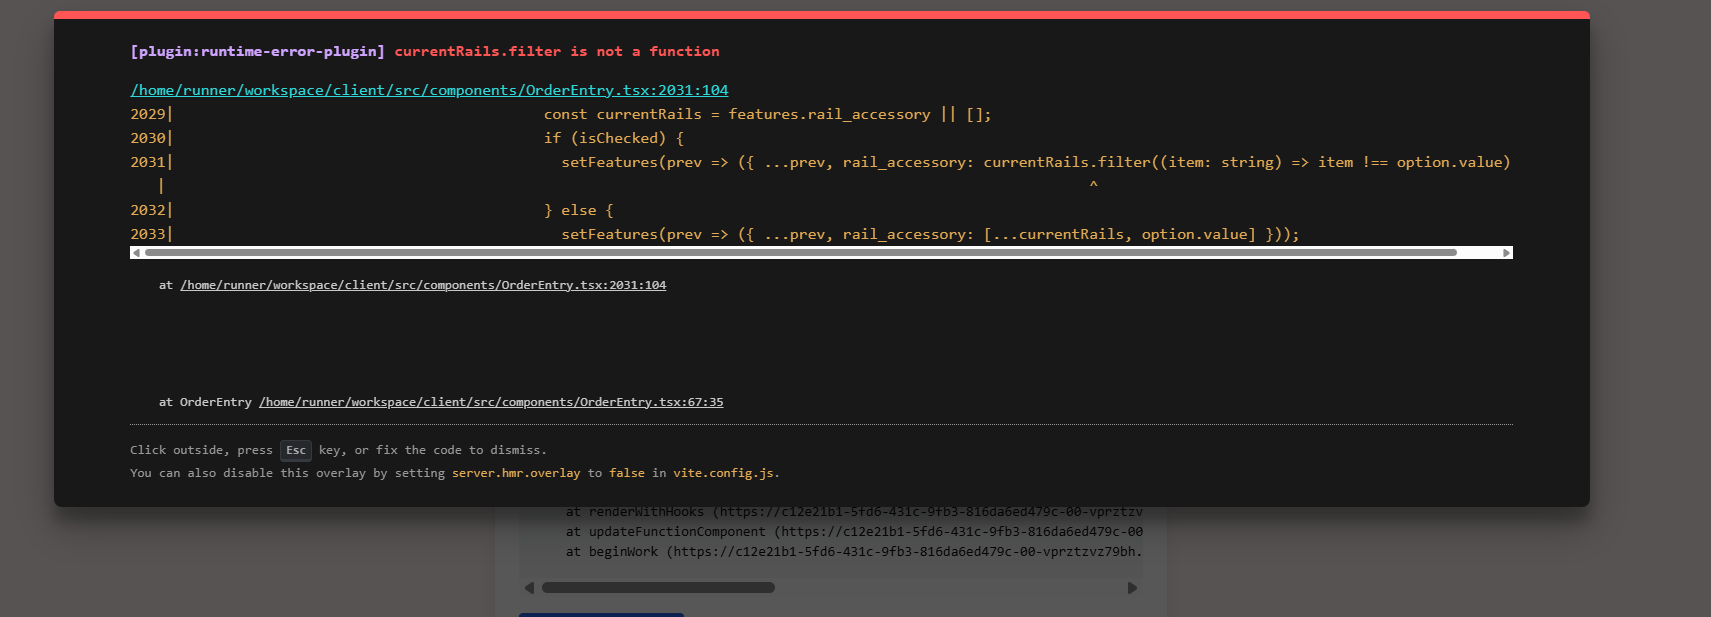 [plugin:runtime-error-plugin] currentRails.filter is not a function
/home/runner/workspace/client/src/components/OrderEntry.tsx:2031:104
2029|                                          const currentRails = features.rail_accessory || [];
2030|                                          if (isChecked) {
2031|                                            setFeatures(prev => ({ ...prev, rail_accessory: currentRails.filter((item: string) => item !== option.value)
|                                                                                                          ^
2032|                                          } else {
2033|                                            setFeatures(prev => ({ ...prev, rail_accessory: [...currentRails, option.value] }));
at /home/runner/workspace/client/src/components/OrderEntry.tsx:2031:104
at OrderEntry /home/runner/workspace/client/src/components/OrderEntry.tsx:67:35
Click outside, press Esc key, or fix the code to dismiss.
You can also disable this overlay by setting server.hmr.overlay to false in vite.config.js.
at renderWithHooks (https://c12e21b1-5fd6-431c-9fb3-816da6ed479c-00-vprztzv
at updateFunctionComponent (https://c12e21b1-5fd6-431c-9fb3-816da6ed479c-00
at beginWork (https://c12e21b1-5fd6-431c-9fb3-816da6ed479c-00-vprztzvz79bh.